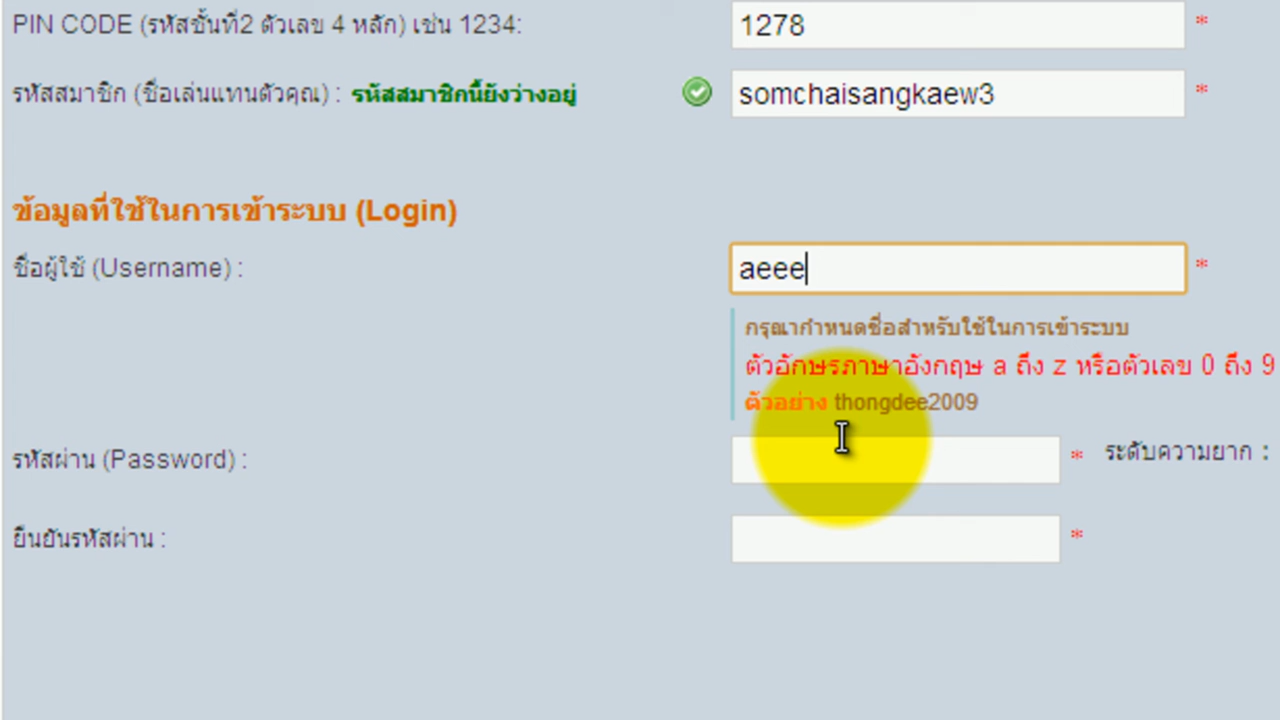 PIN CODE (รหัสชั้นที่2 ตัวเลข 4 หลัก) เช่น 1234: 1278 *
รหัสสมาชิก (ชื่อเล่นแทนตัวคุณ) : รหัสสมาชิกนี้ยังว่างอยู่ somchaisangkaew3 *
ข้อมูลที่ใช้ในการเข้าระบบ (Login)
ชื่อผู้ใช้ (Username) : aeee *
กรุณากำหนดชื่อสำหรับใช้ในการเข้าระบบ
ตัวอักษรภาษาอังกฤษ a ถึง z หรือตัวเลข 0 ถึง 9
ตัวอย่าง thongdee2009
รหัสผ่าน (Password) : * ระดับความยาก :
ยืนยันรหัสผ่าน : *